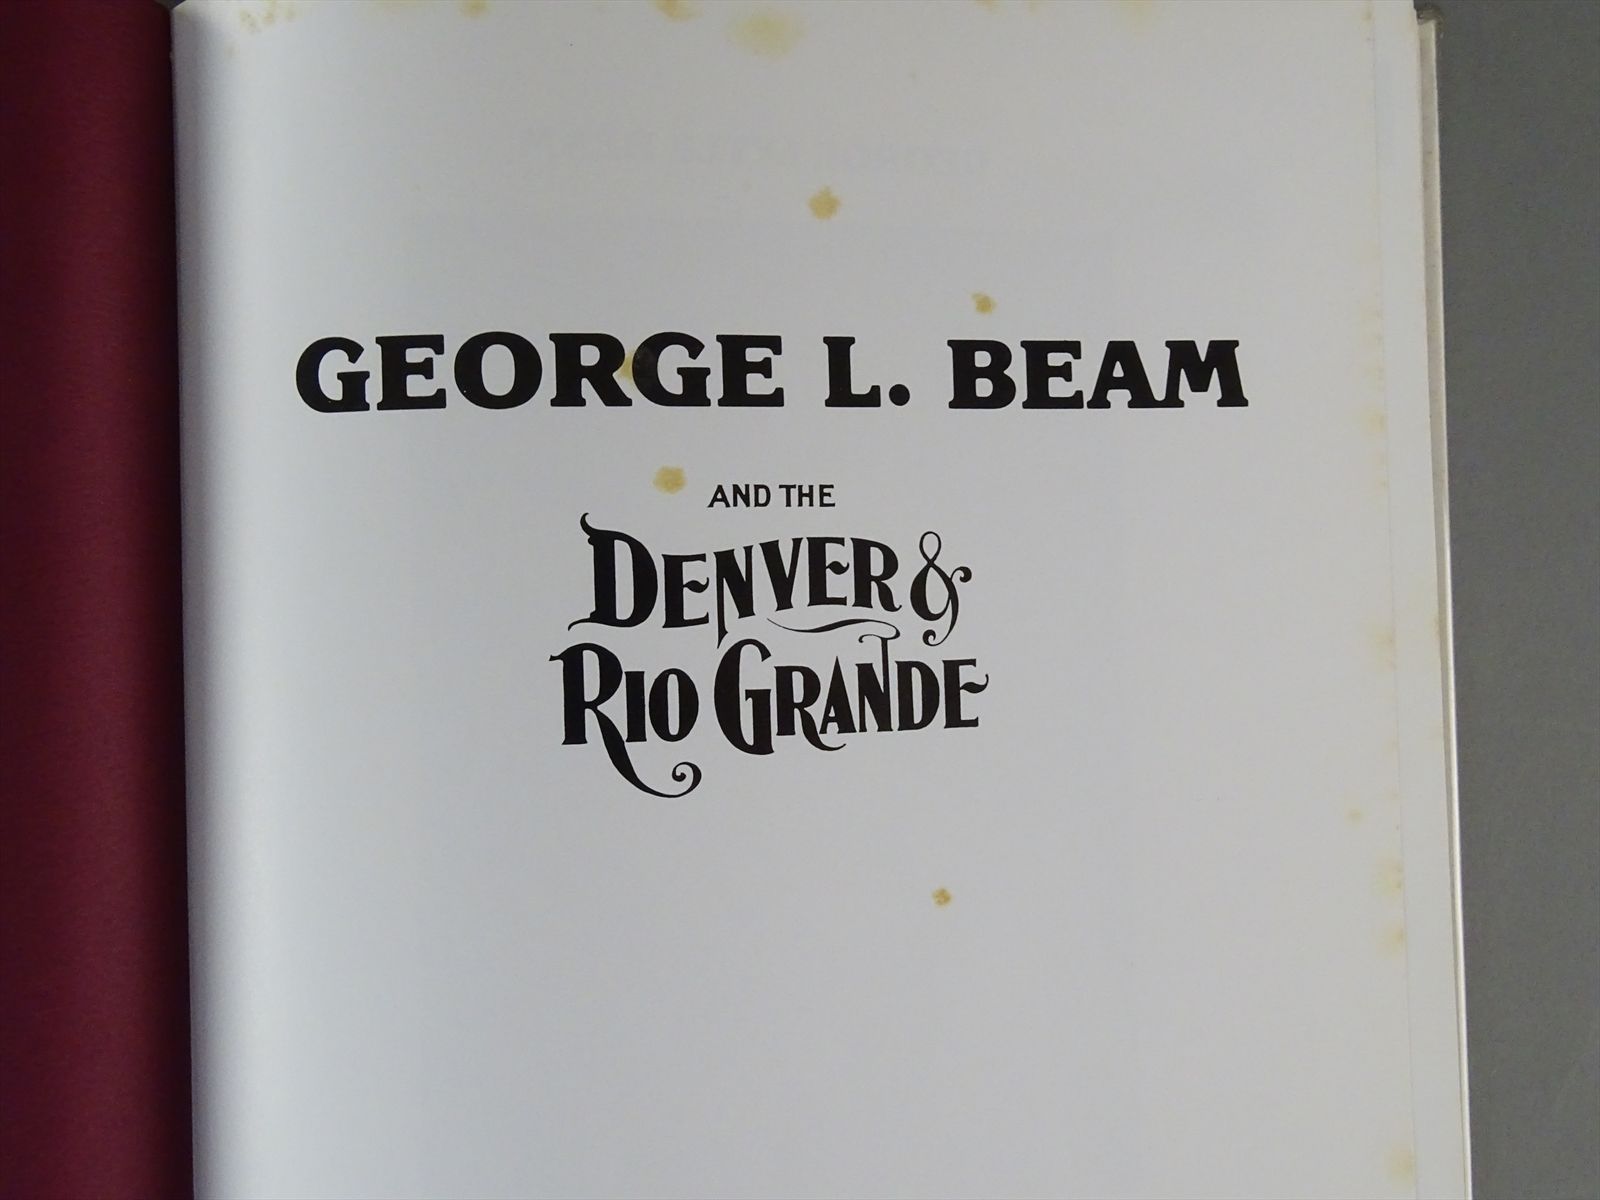 GEORGE L. BEAM
AND THE
DENVER &
RIO GRANDE